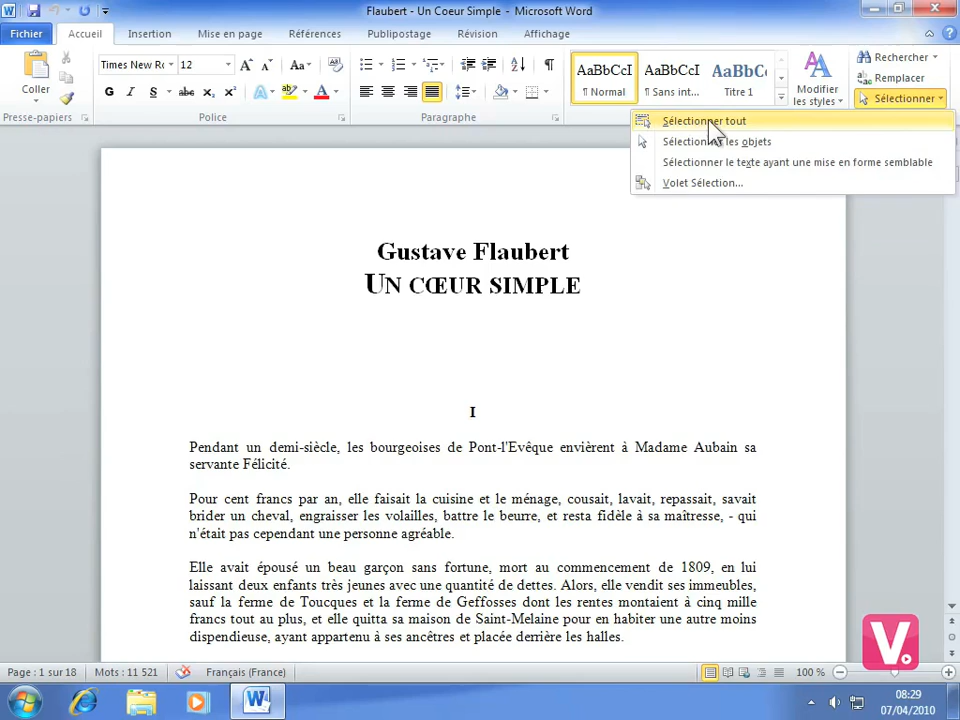 Flaubert - Un Coeur Simple - Microsoft Word
Fichier Accueil Insertion Mise en page Références Publipostage Révision Affichage
Coller
Presse-papiers
Times New Ro 12
G I S abc x₂ x² A ab A
Police
Paragraphe
AaBbCcI AaBbCcI AaBbC
¶ Normal ¶ Sans int... Titre 1
Modifier
les styles
Rechercher
Remplacer
Sélectionner
Sélectionner tout
Sélectionner les objets
Sélectionner le texte ayant une mise en forme semblable
Volet Sélection...
Gustave Flaubert
UN CŒUR SIMPLE
I
Pendant un demi-siècle, les bourgeoises de Pont-l'Evêque envièrent à Madame Aubain sa
servante Félicité.
Pour cent francs par an, elle faisait la cuisine et le ménage, cousait, lavait, repassait, savait
brider un cheval, engraisser les volailles, battre le beurre, et resta fidèle à sa maîtresse, - qui
n'était pas cependant une personne agréable.
Elle avait épousé un beau garçon sans fortune, mort au commencement de 1809, en lui
laissant deux enfants très jeunes avec une quantité de dettes. Alors, elle vendit ses immeubles,
sauf la ferme de Toucques et la ferme de Geffosses dont les rentes montaient à cinq mille
francs tout au plus, et elle quitta sa maison de Saint-Melaine pour en habiter une autre moins
dispendieuse, ayant appartenu à ses ancêtres et placée derrière les halles.
Page : 1 sur 18 Mots : 11 521 Français (France) 100 %
08:29
07/04/2010